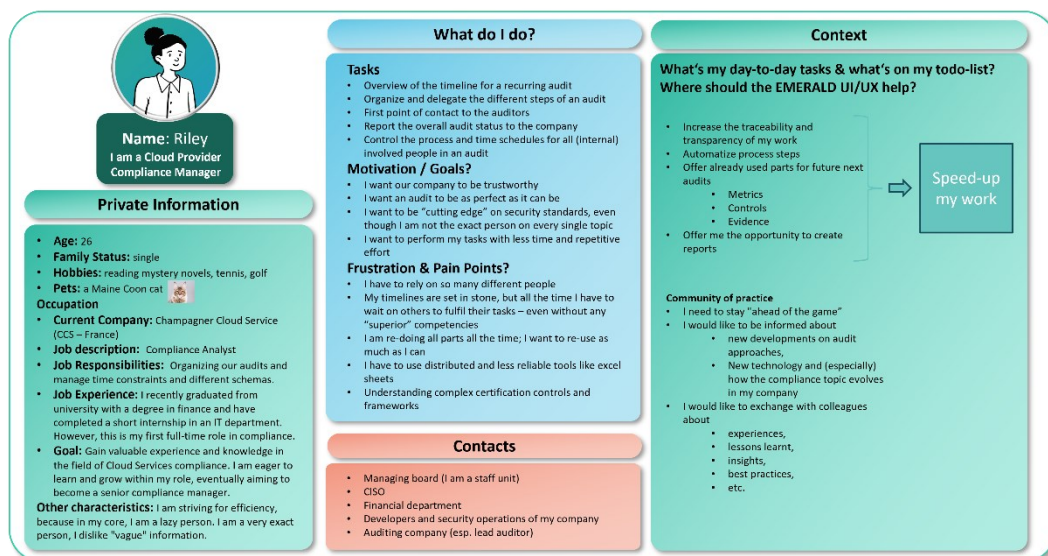 Name: Riley
I am a Cloud Provider
Compliance Manager
Private Information
• Age: 26
• Family Status: single
• Hobbies: reading mystery novels, tennis, golf
• Pets: a Maine Coon cat
Occupation
• Current Company: Champagner Cloud Service
(CCS – France)
• Job description: Compliance Analyst
• Job Responsibilities: Organizing our audits and
manage time constraints and different schemas.
• Job Experience: I recently graduated from
university with a degree in finance and have
completed a short internship in an IT department.
However, this is my first full-time role in compliance.
• Goal: Gain valuable experience and knowledge in
the field of Cloud Services compliance. I am eager to
learn and grow within my role, eventually aiming to
become a senior compliance manager.
Other characteristics: I am striving for efficiency,
because in my core, I am a lazy person. I am a very exact
person, I dislike "vague" information.
What do I do?
Tasks
• Overview of the timeline for a recurring audit
• Organize and delegate the different steps of an audit
• First point of contact to the auditors
• Report the overall audit status to the company
• Control the process and time schedules for all (internal)
involved people in an audit
Motivation / Goals?
• I want our company to be trustworthy
• I want an audit to be as perfect as it can be
• I want to be "cutting edge" on security standards, even
though I am not the exact person on every single topic
• I want to perform my tasks with less time and repetitive
effort
Frustration & Pain Points?
• I have to rely on so many different people
• My timelines are set in stone, but all the time I have to
wait on others to fulfil their tasks – even without any
"superior" competencies
• I am re-doing all parts all the time; I want to re-use as
much as I can
• I have to use distributed and less reliable tools like excel
sheets
• Understanding complex certification controls and
frameworks
Contacts
• Managing board (I am a staff unit)
• CISO
• Financial department
• Developers and security operations of my company
• Auditing company (esp. lead auditor)
Context
What's my day-to-day tasks & what's on my todo-list?
Where should the EMERALD UI/UX help?
• Increase the traceability and
transparency of my work
• Automatize process steps
• Offer already used parts for future next
audits
• Metrics
• Controls
• Evidence
• Offer me the opportunity to create
reports
Speed-up
my work
Community of practice
• I need to stay "ahead of the game"
• I would like to be informed about
• new developments on audit
approaches,
• New technology and (especially)
how the compliance topic evolves
in my company
• I would like to exchange with colleagues
about
• experiences,
• lessons learnt,
• insights,
• best practices,
• etc.